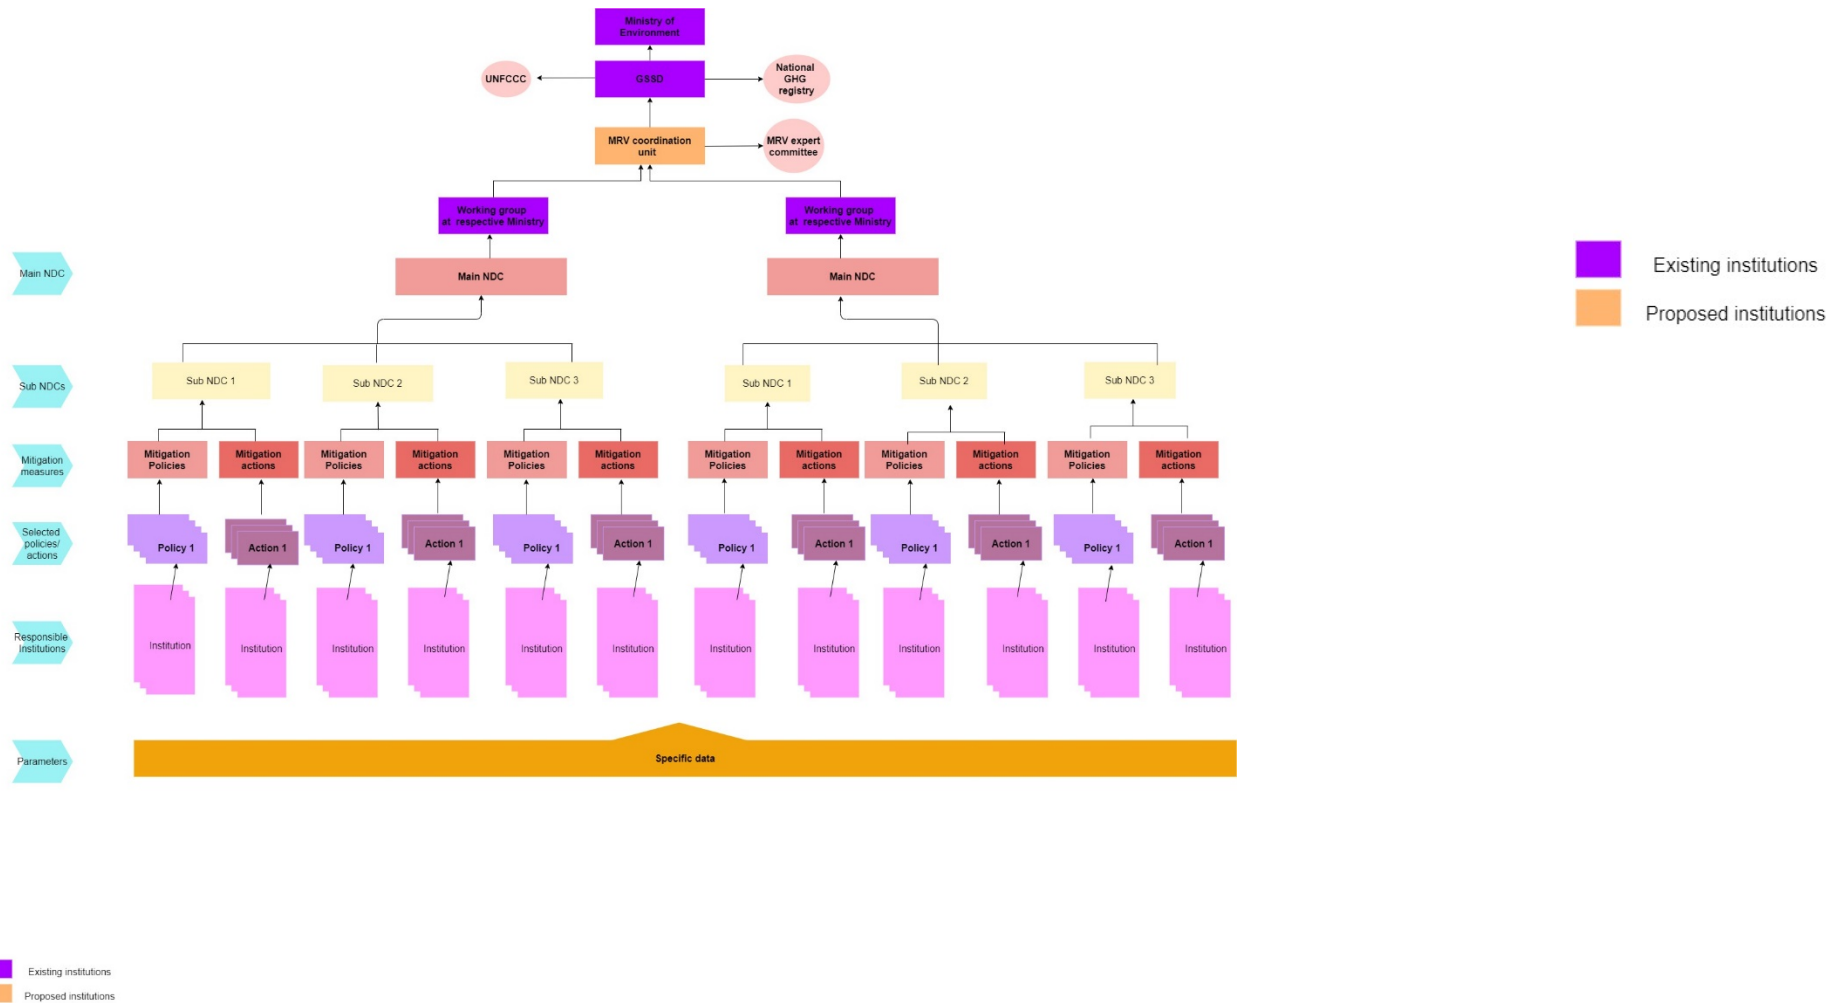 Ministry of
Environment
UNFCCC
GSSD
National
GHG
registry
MRV coordination
unit
MRV expert
committee
Working group
at respective Ministry
Working group
at respective Ministry
Existing institutions
Proposed institutions
Main NDC
Main NDC
Main NDC
Sub NDCs
Sub NDC 1
Sub NDC 2
Sub NDC 3
Sub NDC 1
Sub NDC 2
Sub NDC 3
Mitigation
measures
Mitigation
Policies
Mitigation
actions
Mitigation
Policies
Mitigation
actions
Mitigation
Policies
Mitigation
actions
Mitigation
Policies
Mitigation
actions
Mitigation
Policies
Mitigation
actions
Mitigation
Policies
Mitigation
actions
Selected
policies/
actions
Policy 1
Action 1
Policy 1
Action 1
Policy 1
Action 1
Policy 1
Action 1
Policy 1
Action 1
Policy 1
Action 1
Responsible
Institutions
Institution
Institution
Institution
Institution
Institution
Institution
Institution
Institution
Institution
Institution
Institution
Institution
Parameters
Specific data
Existing institutions
Proposed institutions